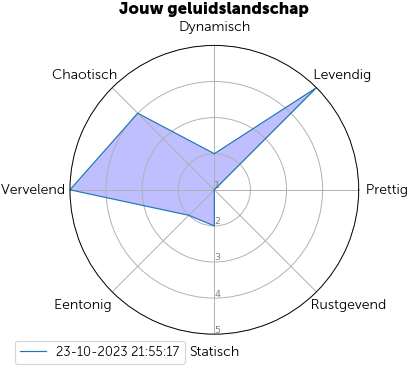 Jouw geluidslandschap
Dynamisch
Chaotisch
Levendig
Vervelend
1
Prettig
2
3
4
Eentonig
Rustgevend
5
23-10-2023 21:55:17
Statisch